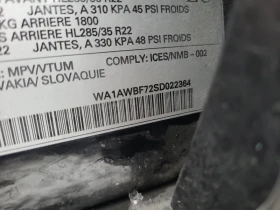 JANTES, A 310 KPA 45 PSI FROIDS
KG ARRIERE 1800
S ARRIERE HL285/35 R22
R22 JANTES, A 330 KPA 48 PSI FROIDS
: MPV/VTUM COMPLY: ICES/NMB-002
VAKIA/ SLOVAQUIE
WA1AWBF72SD022364